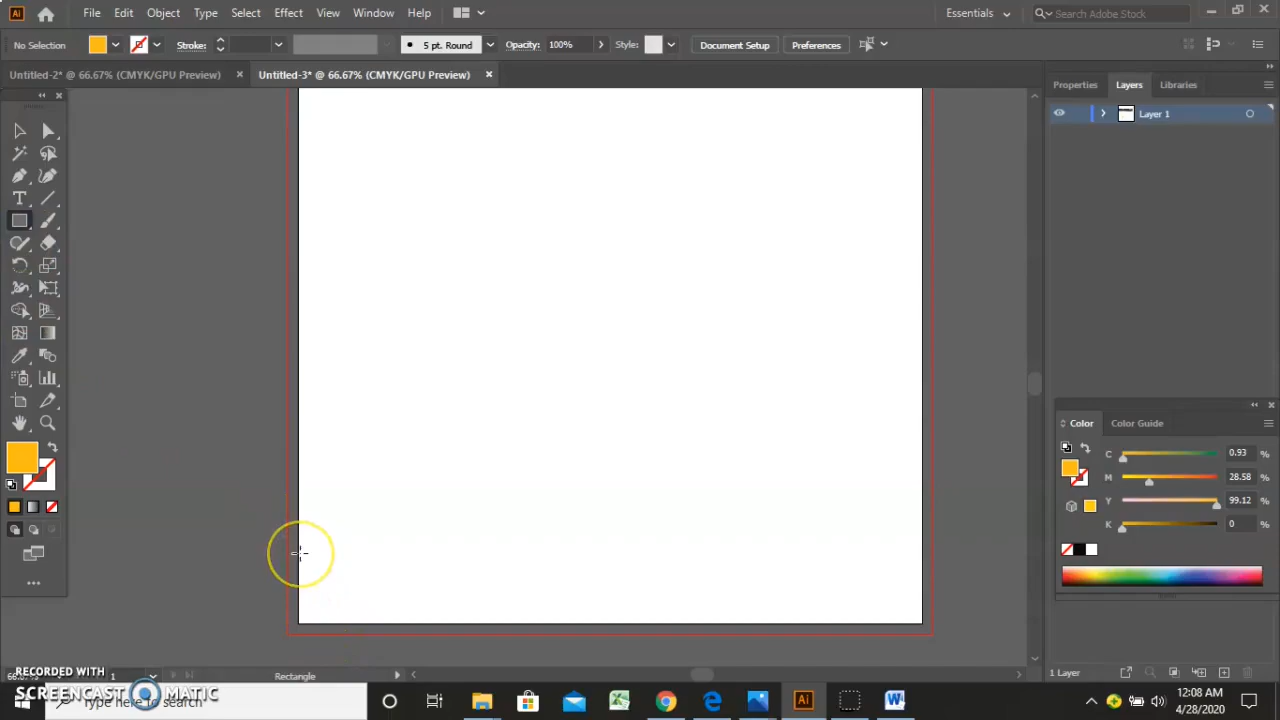 Ai File Edit Object Type Select Effect View Window Help Essentials Search Adobe Stock
No Selection Stroke: 5 pt. Round Opacity: 100% Style: Document Setup Preferences
Untitled-2* @ 66.67% (CMYK/GPU Preview) Untitled-3* @ 66.67% (CMYK/GPU Preview)
Properties Layers Libraries
Layer 1
T
Color Color Guide
C 0.93 %
M 28.58 %
Y 99.12 %
K 0 %
1 Rectangle 1 Layer
RECORDED WITH
SCREENCAST MATIC
Type here to search
Ai
W
12:08 AM
4/28/2020